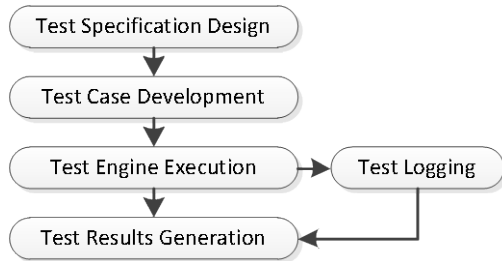 Test Specification Design
Test Case Development
Test Engine Execution
Test Logging
Test Results Generation